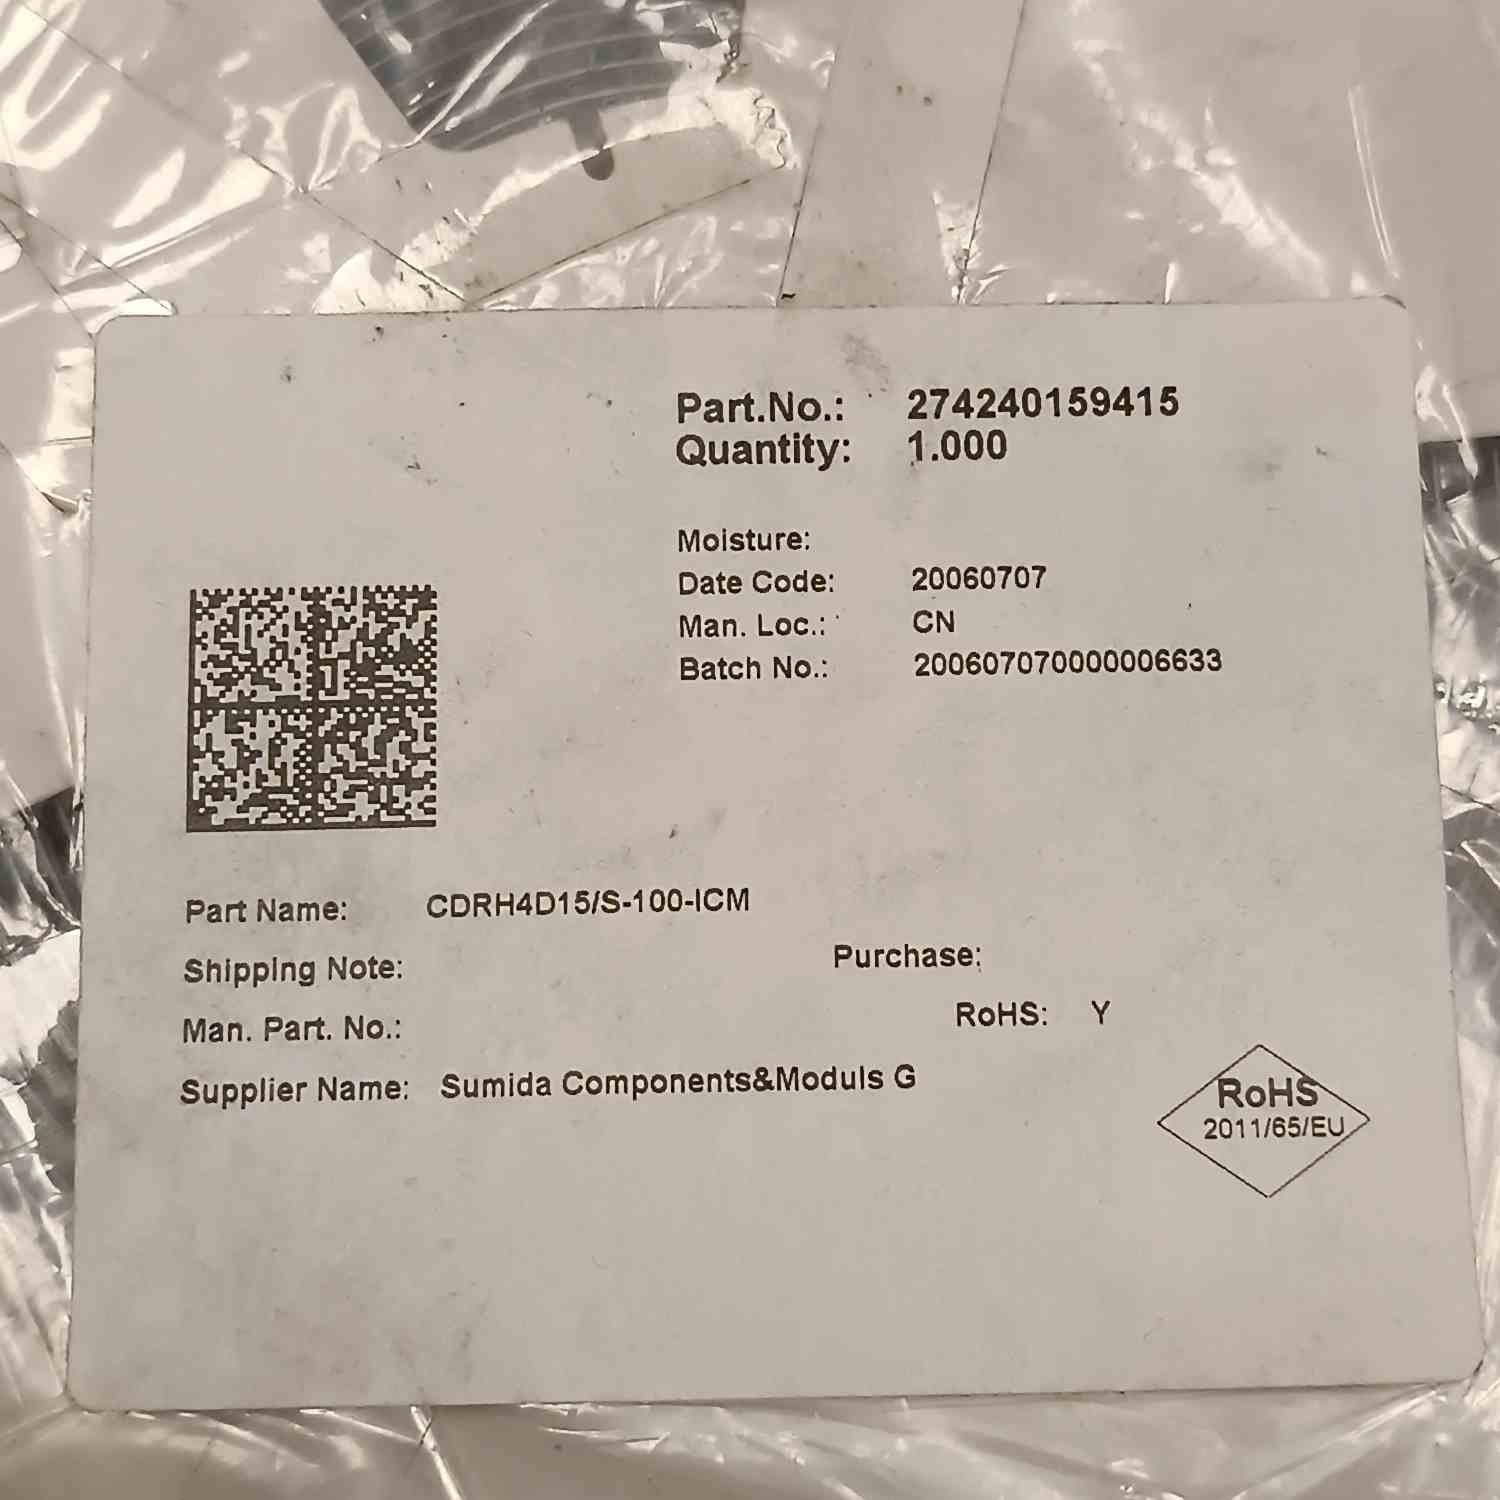 Part.No.: 274240159415
Quantity: 1.000
Moisture:
Date Code: 20060707
Man. Loc.: CN
Batch No.: 200607070000006633
Part Name: CDRH4D15/S-100-ICM
Shipping Note:
Purchase:
Man. Part. No.:
RoHS: Y
Supplier Name: Sumida Components&Moduls G
RoHS
2011/65/EU